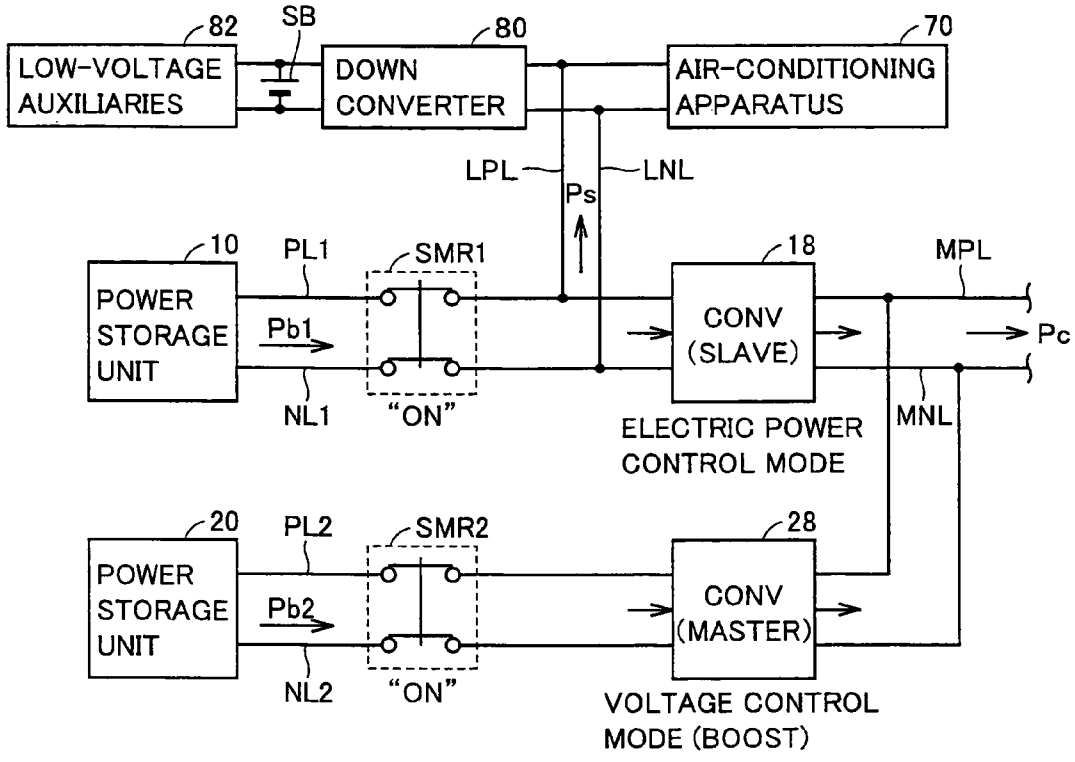 82
SB
80
70
LOW-VOLTAGE
AUXILIARIES
DOWN
CONVERTER
AIR-CONDITIONING
APPARATUS
LPL
LNL
Ps
10
PL1
SMR1
18
MPL
POWER
STORAGE
UNIT
Pb1
CONV
(SLAVE)
Pc
NL1
"ON"
MNL
ELECTRIC POWER
CONTROL MODE
20
PL2
SMR2
28
POWER
STORAGE
UNIT
Pb2
CONV
(MASTER)
NL2
"ON"
VOLTAGE CONTROL
MODE (BOOST)